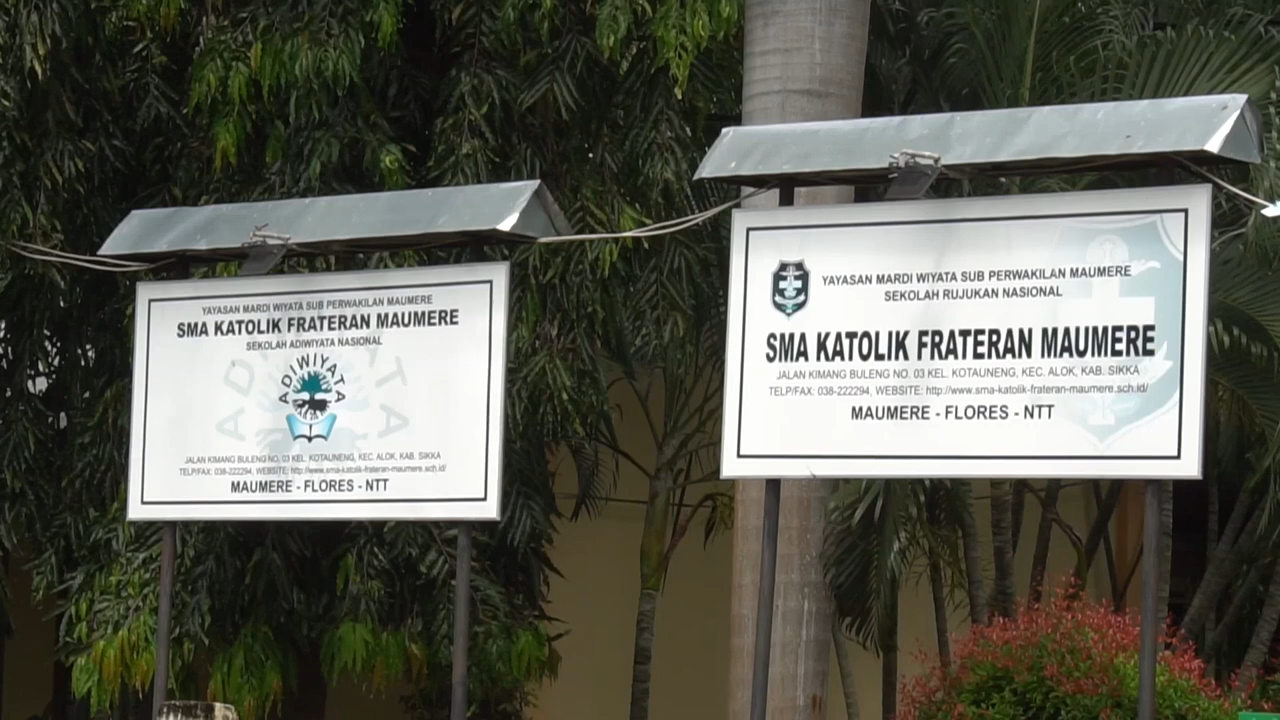 YAYASAN MARDI WIYATA SUB PERWAKILAN MAUMERE
SMA KATOLIK FRATERAN MAUMERE
SEKOLAH ADIWIYATA NASIONAL
ADIWIYATA
JALAN KIMANG BULENG NO. 03 KEL. KOTAUNENG, KEC. ALOK, KAB. SIKKA
TELP/FAX: 038-222294, WEBSITE: http://www.sma-katolik-frateran-maumere.sch.id/
MAUMERE - FLORES - NTT
YAYASAN MARDI WIYATA SUB PERWAKILAN MAUMERE
SEKOLAH RUJUKAN NASIONAL
SMA KATOLIK FRATERAN MAUMERE
JALAN KIMANG BULENG NO. 03 KEL. KOTAUNENG, KEC. ALOK, KAB. SIKKA
TELP/FAX: 038-222294, WEBSITE: http://www.sma-katolik-frateran-maumere.sch.id/
MAUMERE - FLORES - NTT